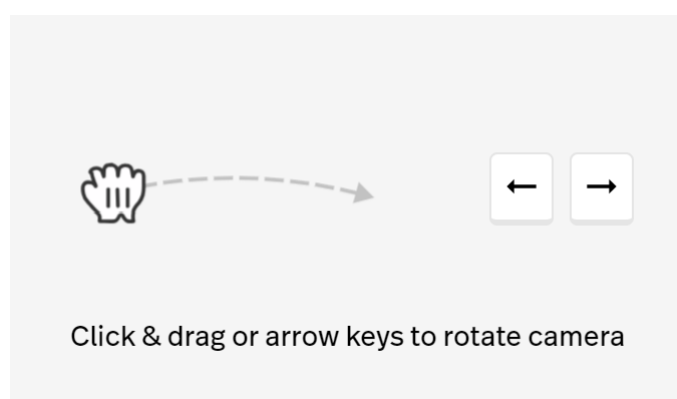 ← →
Click & drag or arrow keys to rotate camera